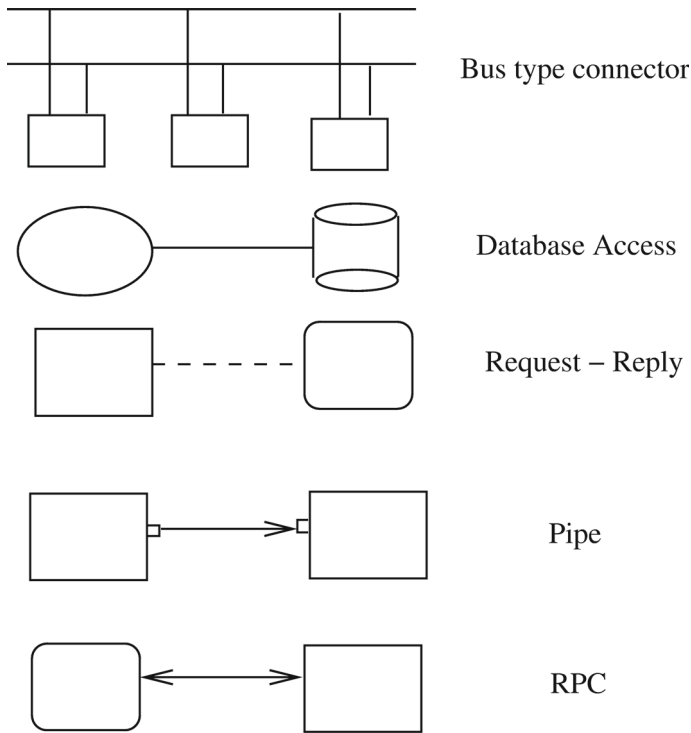 Bus type connector
Database Access
Request – Reply
Pipe
RPC